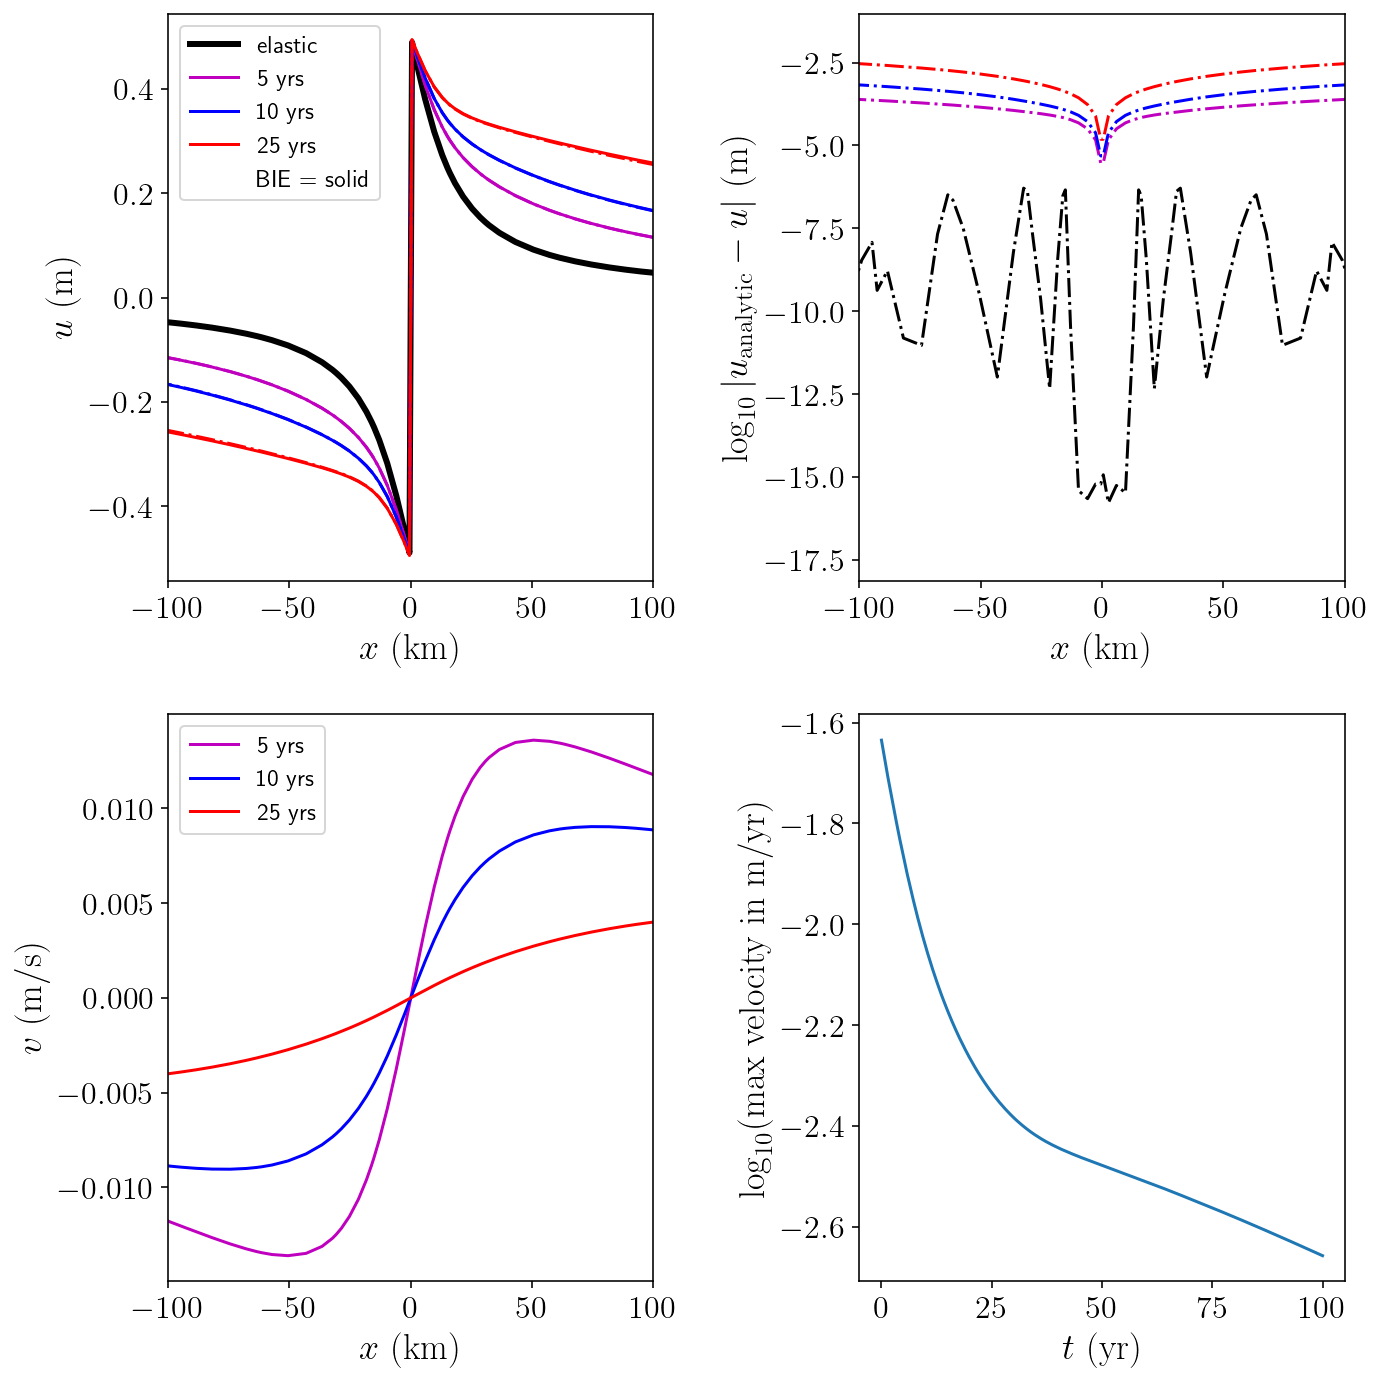 elastic
5 yrs
10 yrs
25 yrs
BIE = solid
0.4
0.2
0.0
−0.2
−0.4
u (m)
−100 −50 0 50 100
x (km)
−2.5
−5.0
−7.5
−10.0
−12.5
−15.0
−17.5
log10 |uanalytic − u| (m)
−100 −50 0 50 100
x (km)
5 yrs
10 yrs
25 yrs
0.010
0.005
0.000
−0.005
−0.010
v (m/s)
−100 −50 0 50 100
x (km)
−1.6
−1.8
−2.0
−2.2
−2.4
−2.6
log10(max velocity in m/yr)
0 25 50 75 100
t (yr)